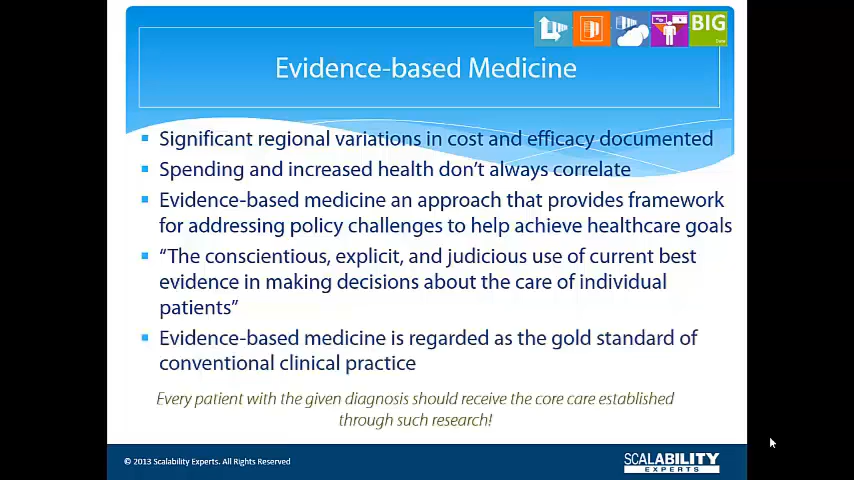 BIG
Evidence-based Medicine
Significant regional variations in cost and efficacy documented
Spending and increased health don't always correlate
Evidence-based medicine an approach that provides framework
for addressing policy challenges to help achieve healthcare goals
"The conscientious, explicit, and judicious use of current best
evidence in making decisions about the care of individual
patients"
Evidence-based medicine is regarded as the gold standard of
conventional clinical practice
Every patient with the given diagnosis should receive the core care established
through such research!
© 2013 Scalability Experts. All Rights Reserved
SCALABILITY
EXPERTS